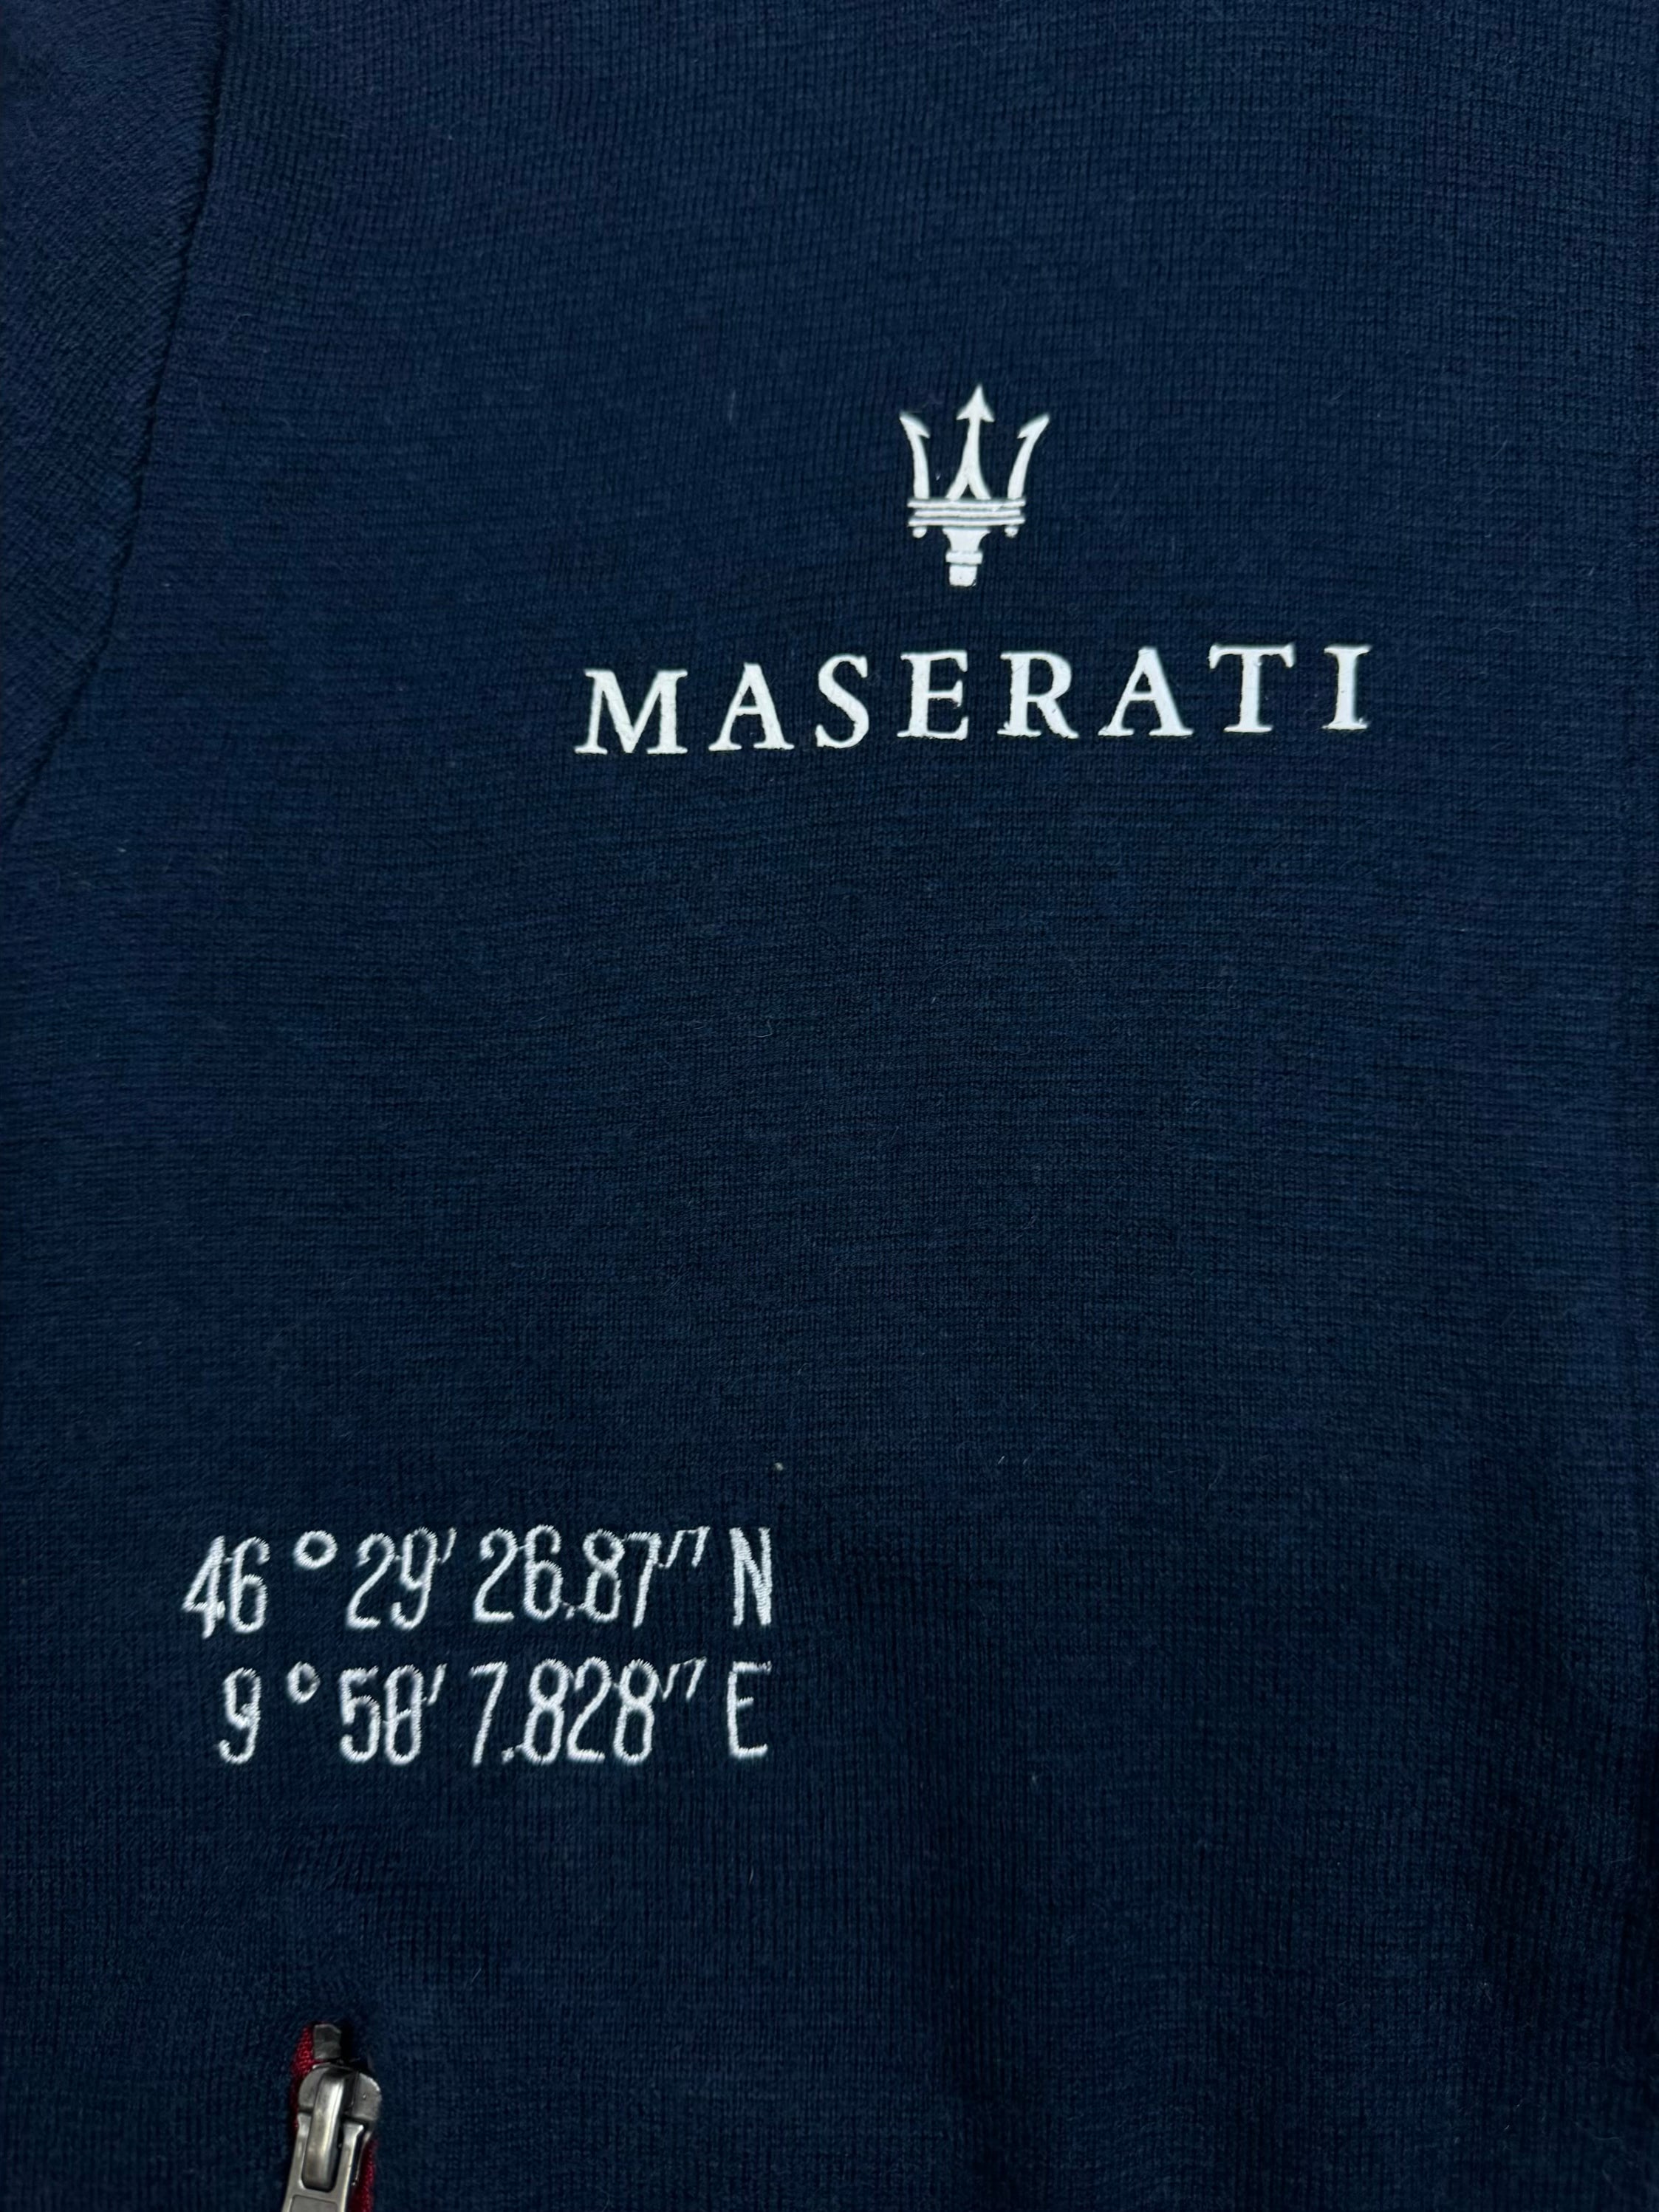 MASERATI
46° 29' 26.87" N
9° 58' 7.828" E